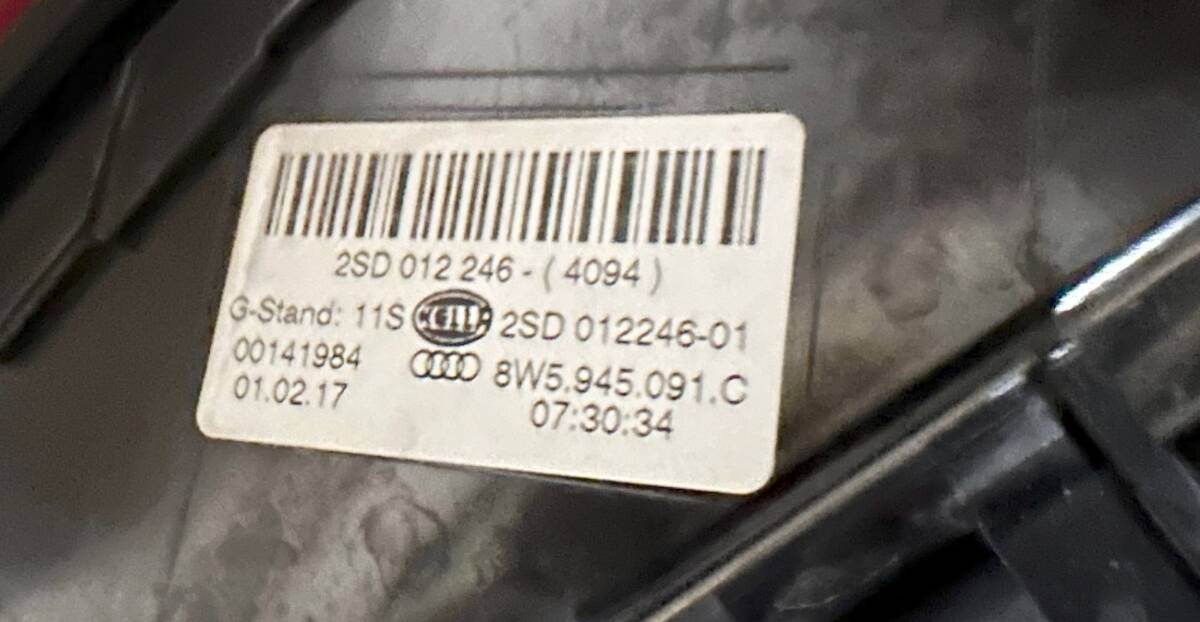 2SD 012 246 - ( 4094 )
G-Stand: 11S HELLA 2SD 012246-01
00141984 8W5.945.091.C
01.02.17 07:30:34